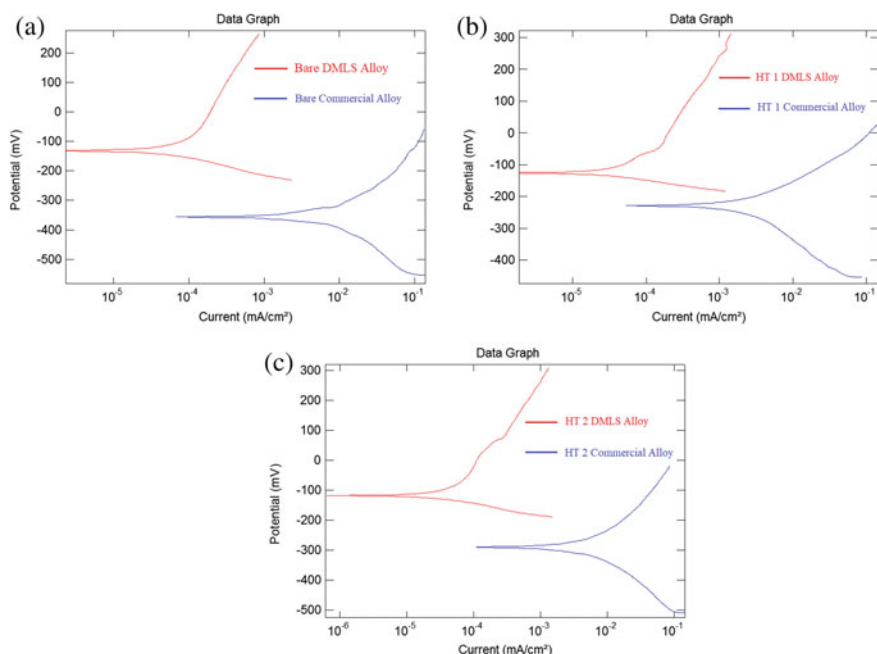 (a)
Data Graph
200
100
0
-100
-200
-300
-400
-500
Potential (mV)
Bare DMLS Alloy
Bare Commercial Alloy
10⁻⁵
10⁻⁴
10⁻³
10⁻²
10⁻¹
Current (mA/cm²)
(b)
Data Graph
300
200
100
0
-100
-200
-300
-400
Potential (mV)
HT 1 DMLS Alloy
HT 1 Commercial Alloy
10⁻⁵
10⁻⁴
10⁻³
10⁻²
10⁻¹
Current (mA/cm²)
(c)
Data Graph
300
200
100
0
-100
-200
-300
-400
-500
Potential (mV)
HT 2 DMLS Alloy
HT 2 Commercial Alloy
10⁻⁶
10⁻⁵
10⁻⁴
10⁻³
10⁻²
10⁻¹
Current (mA/cm²)